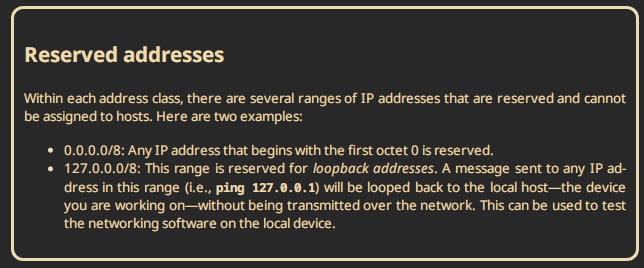 Reserved addresses
Within each address class, there are several ranges of IP addresses that are reserved and cannot
be assigned to hosts. Here are two examples:
• 0.0.0.0/8: Any IP address that begins with the first octet 0 is reserved.
• 127.0.0.0/8: This range is reserved for loopback addresses. A message sent to any IP ad-
dress in this range (i.e., ping 127.0.0.1) will be looped back to the local host—the device
you are working on—without being transmitted over the network. This can be used to test
the networking software on the local device.